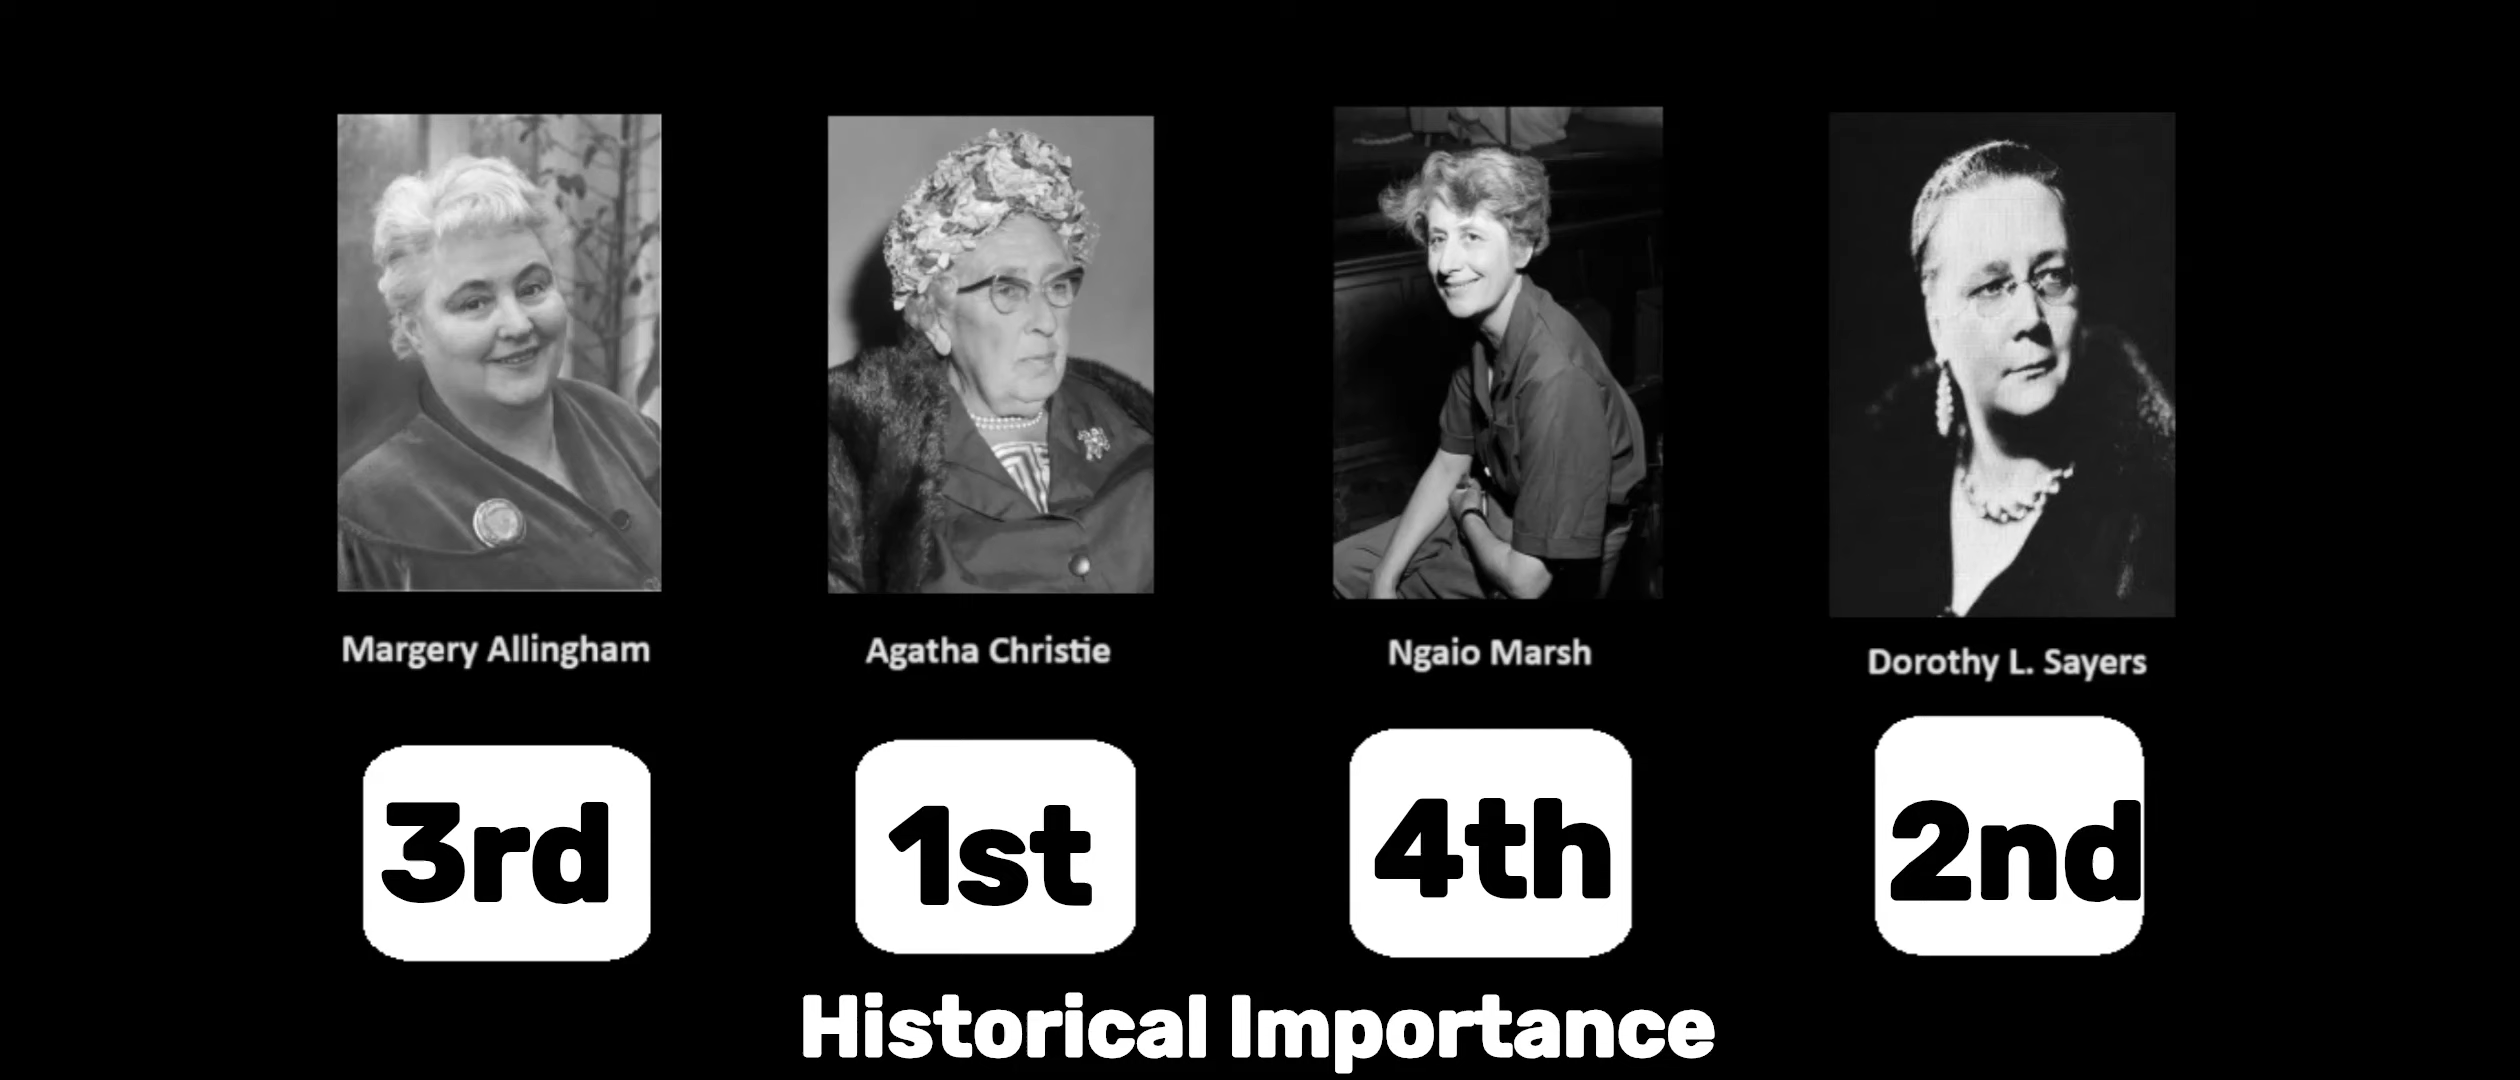 Margery Allingham
Agatha Christie
Ngaio Marsh
Dorothy L. Sayers
3rd
1st
4th
2nd
Historical Importance